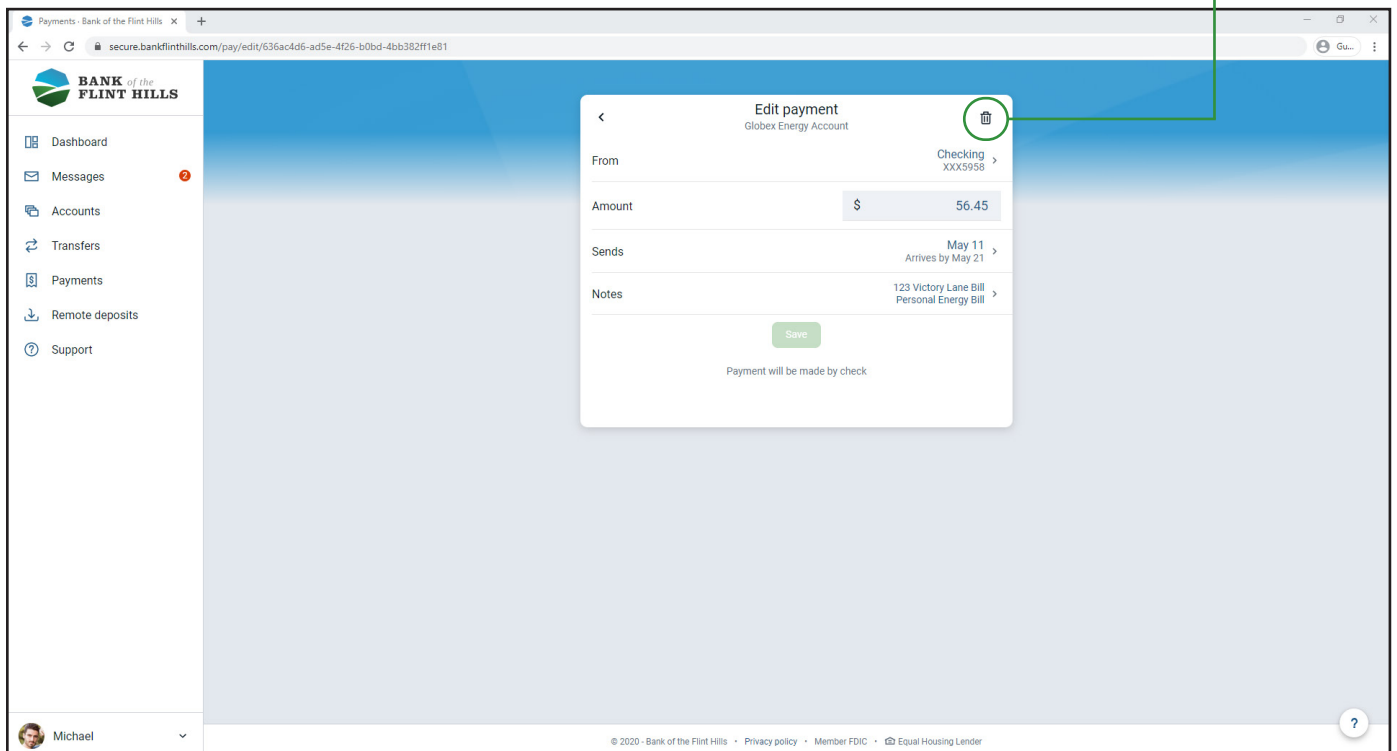 Payments - Bank of the Flint Hills
secure.bankflinthills.com/pay/edit/636ac4d6-ad5e-4f26-b0bd-4bb382ff1e81
Gu...
BANK of the
FLINT HILLS
Dashboard
Messages 2
Accounts
Transfers
Payments
Remote deposits
Support
Michael
Edit payment
Globex Energy Account
From Checking
XXX5958
Amount $ 56.45
Sends May 11
Arrives by May 21
Notes 123 Victory Lane Bill
Personal Energy Bill
Save
Payment will be made by check
?
© 2020 - Bank of the Flint Hills • Privacy policy • Member FDIC • Equal Housing Lender